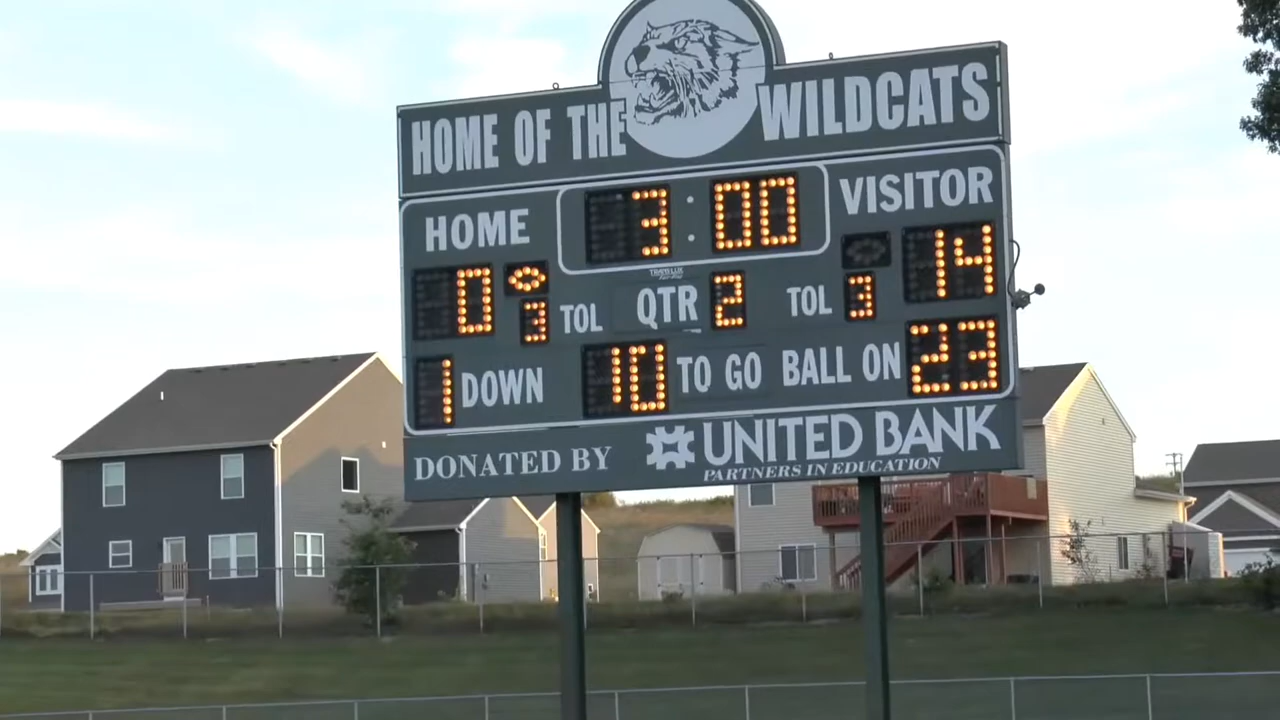 HOME OF THE WILDCATS
HOME 3:00 VISITOR
0 3 TOL QTR 2 TOL 3 14
1 DOWN 10 TO GO BALL ON 23
DONATED BY UNITED BANK
PARTNERS IN EDUCATION